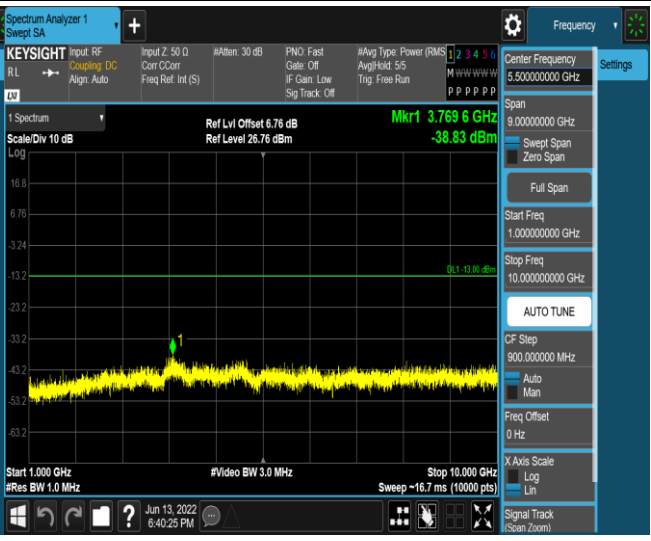 Spectrum Analyzer 1
Swept SA
Frequency
KEYSIGHT
Input: RF
Coupling: DC
Align: Auto
Input Z: 50 Ω
Corr CCorr
Freq Ref: Int (S)
#Atten: 30 dB
PNO: Fast
Gate: Off
IF Gain: Low
Sig Track: Off
#Avg Type: Power (RMS
Avg|Hold: 5/5
Trig: Free Run
1 2 3 4 5 6
M W W W W W
P P P P P P
R L
LXI
Center Frequency
5.500000000 GHz
Settings
Span
9.00000000 GHz
Swept Span
Zero Span
Full Span
Start Freq
1.000000000 GHz
Stop Freq
10.000000000 GHz
AUTO TUNE
CF Step
900.000000 MHz
Auto
Man
Freq Offset
0 Hz
X Axis Scale
Log
Lin
Signal Track
(Span Zoom)
1 Spectrum
Scale/Div 10 dB
Log
Ref Lvl Offset 6.76 dB
Ref Level 26.76 dBm
Mkr1 3.769 6 GHz
-38.83 dBm
16.8
6.76
-3.24
-13.2
-23.2
-33.2
-43.2
-53.2
-63.2
DL1 -13.00 dBm
1
Start 1.000 GHz
#Res BW 1.0 MHz
#Video BW 3.0 MHz
Stop 10.000 GHz
Sweep ~16.7 ms (10000 pts)
Jun 13, 2022
6:40:25 PM